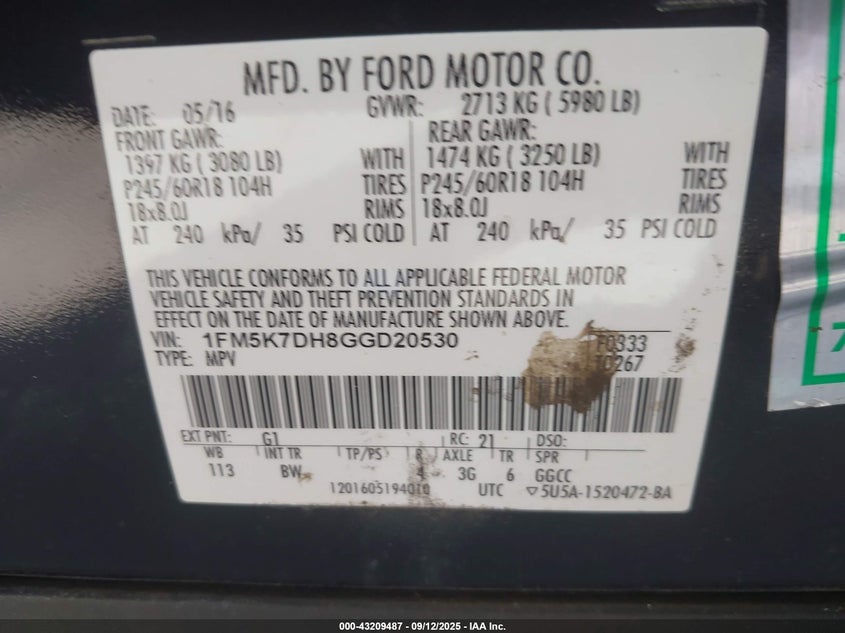 MFD. BY FORD MOTOR CO.
DATE: 05/16 GVWR: 2713 KG ( 5980 LB)
FRONT GAWR: REAR GAWR:
1397 KG ( 3080 LB) WITH 1474 KG ( 3250 LB) WITH
P245/60R18 104H TIRES P245/60R18 104H TIRES
18x8.0J RIMS 18x8.0J RIMS
AT 240 kPa/ 35 PSI COLD AT 240 kPa/ 35 PSI COLD
THIS VEHICLE CONFORMS TO ALL APPLICABLE FEDERAL MOTOR
VEHICLE SAFETY AND THEFT PREVENTION STANDARDS IN
EFFECT ON THE DATE OF MANUFACTURE SHOWN ABOVE.
VIN: 1FM5K7DH8GGD20530 F0333
TYPE: MPV T0267
EXT PNT: G1 RC: 21 DSO:
WB INT TR TP/PS R AXLE TR SPR
113 BW 4 3G 6 GGCC
1201605194010 UTC ▽5U5A-1520472-BA
7
000-43209487 - 09/12/2025 - IAA Inc.